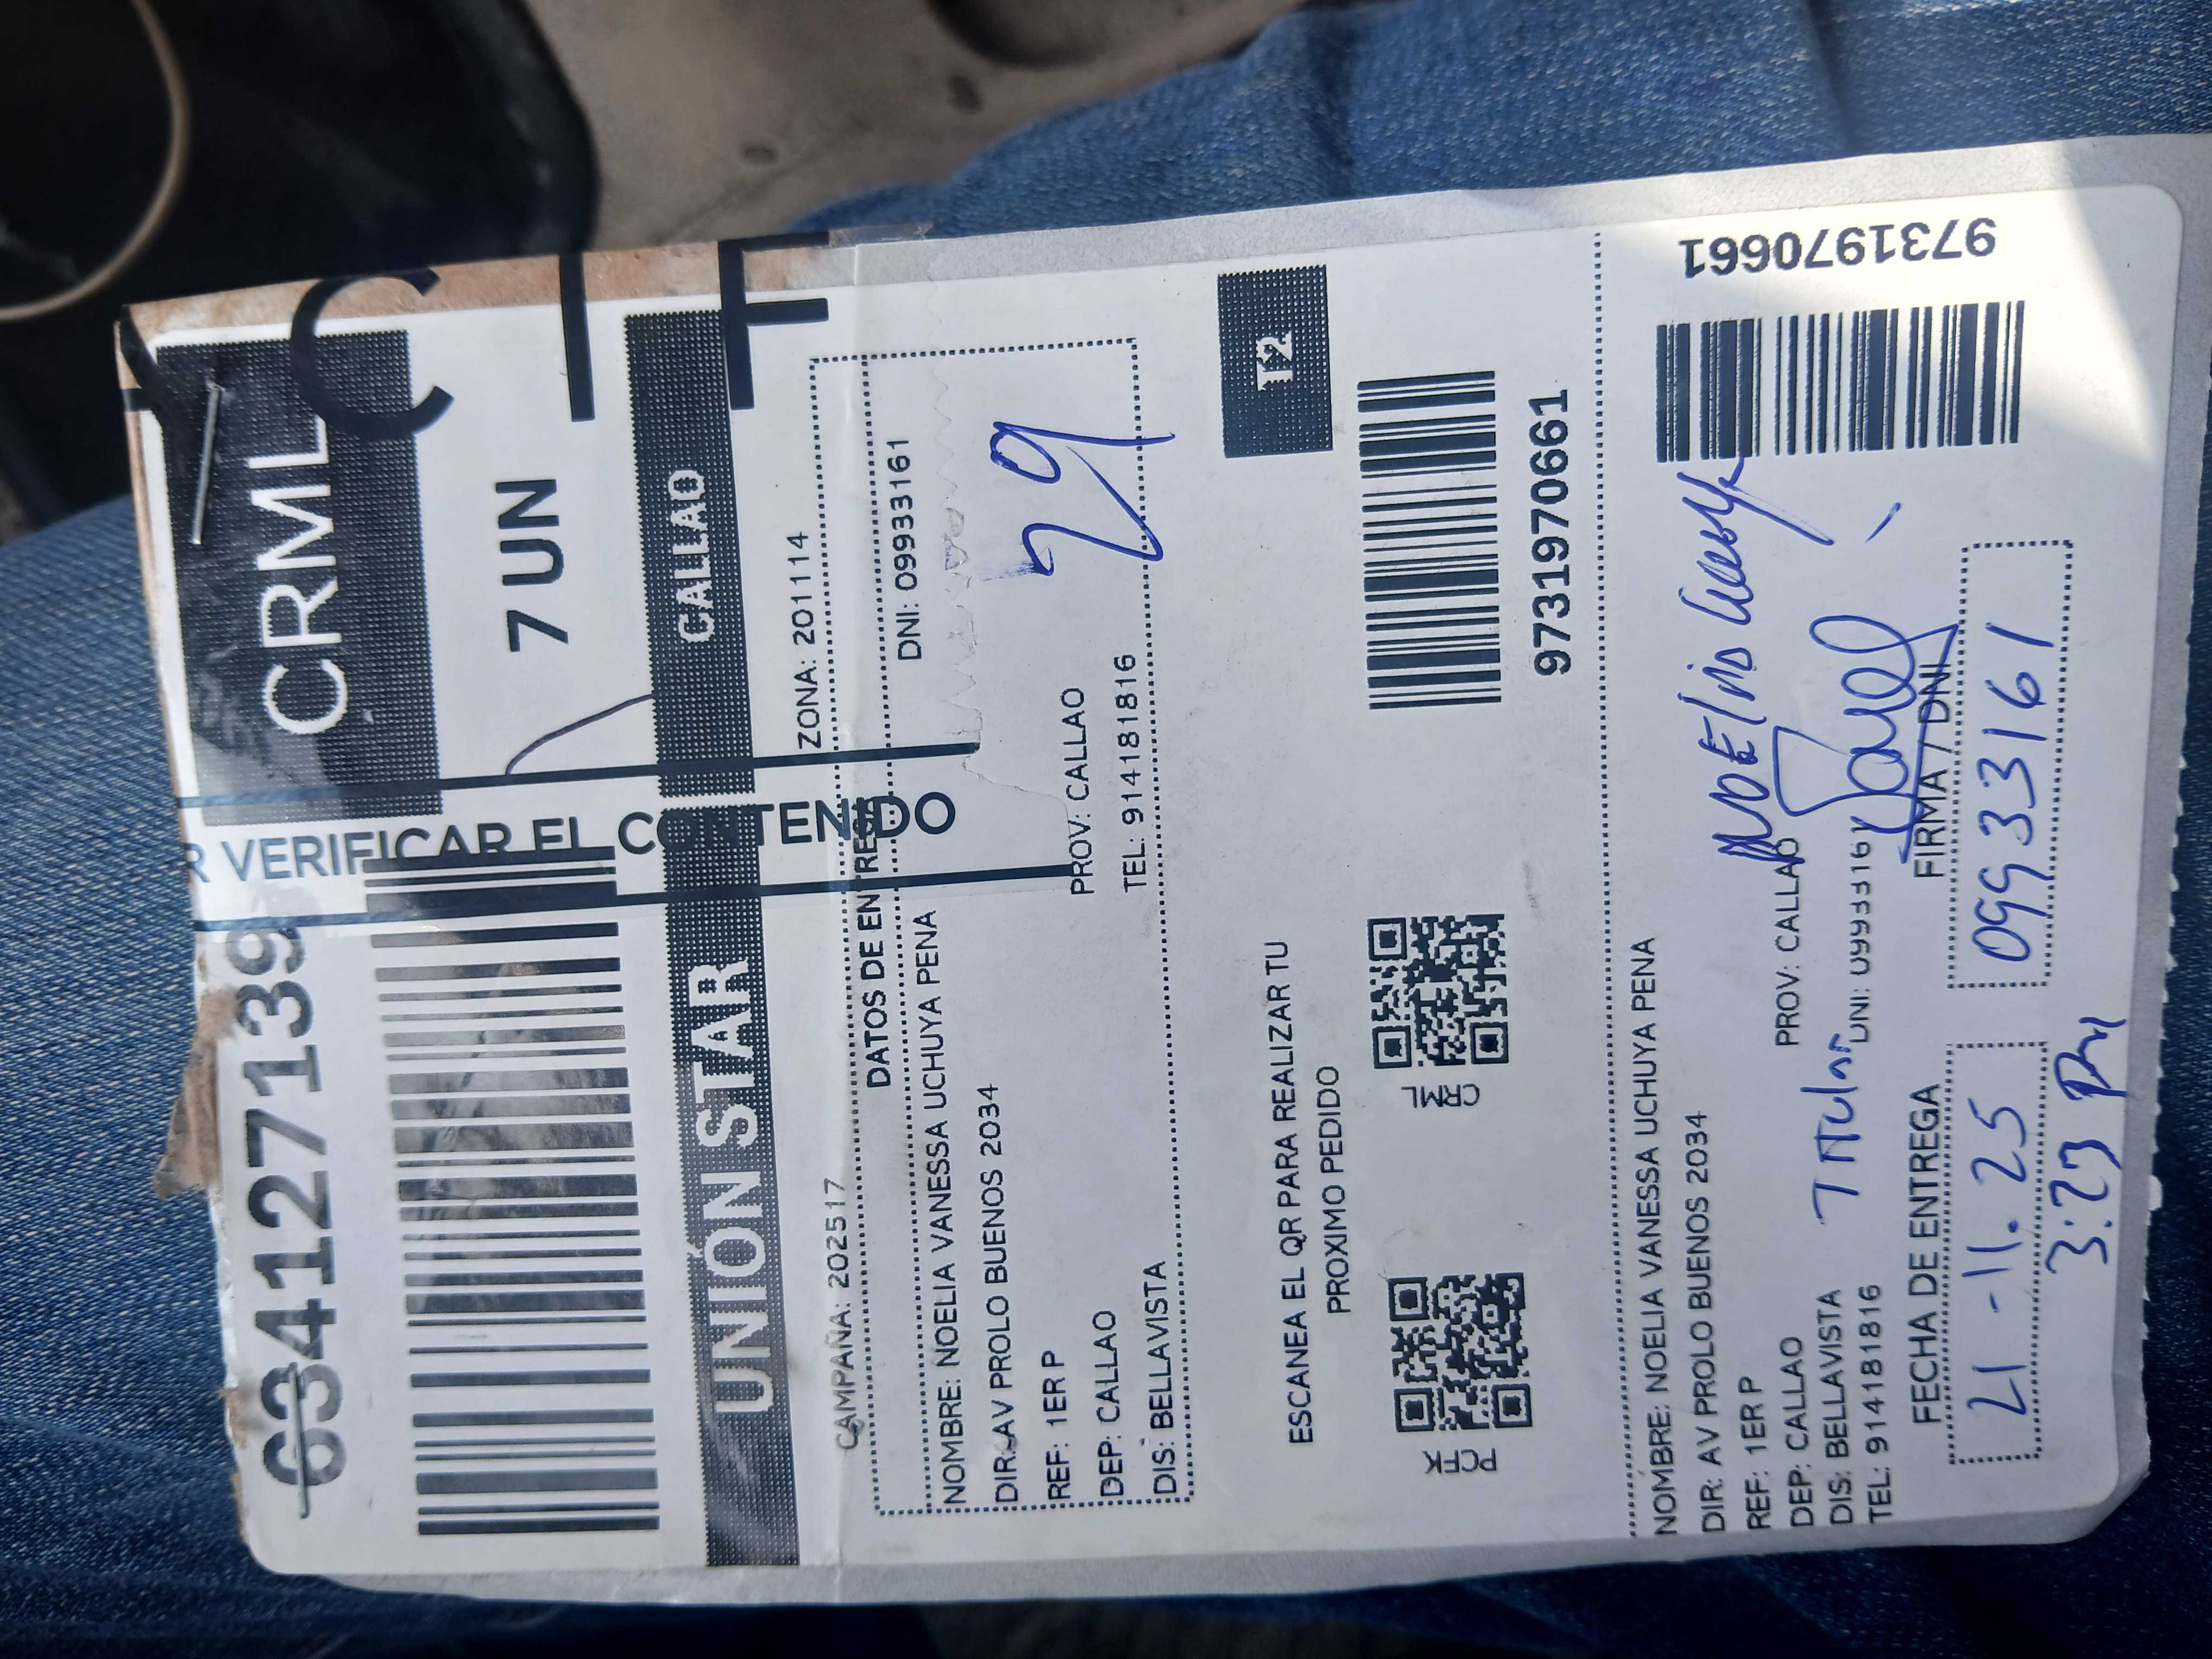 634127139
CRML
7 UN
R VERIFICAR EL CONTENIDO
UNIÓN STAR
CALLAO
CAMPAÑA: 202517
ZONA: 201114
DATOS DE ENTREGA
NOMBRE: NOELIA VANESSA UCHUYA PENA
DNI: 09933161
DIR: AV PROLO BUENOS 2034
REF: 1ER P
DEP: CALLAO
PROV: CALLAO
DIS: BELLAVISTA
TEL: 914181816
29
T2
ESCANEA EL QR PARA REALIZAR TU
PROXIMO PEDIDO
PCFK
CRML
9731970661
NOMBRE: NOELIA VANESSA UCHUYA PENA
DIR: AV PROLO BUENOS 2034
REF: 1ER P
DEP: CALLAO
PROV: CALLAO
DIS: BELLAVISTA
TEL: 914181816
DNI: 09933161
Titular
Noelia
9731970661
FECHA DE ENTREGA
FIRMA / DNI
21-11.25
09933161
3:23 PM